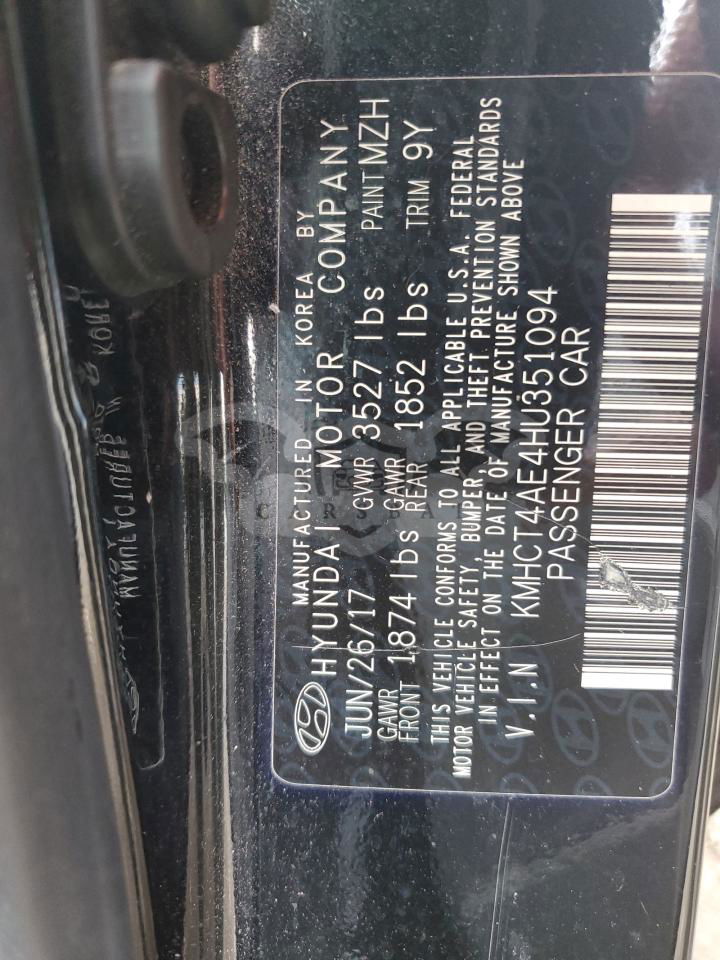 MANUFACTURED IN KOREA BY
HYUNDAI MOTOR COMPANY
JUN/26/17 GVWR 3527 lbs PAINT MZH
GAWR FRONT 1874 lbs GAWR REAR 1852 lbs TRIM 9Y
THIS VEHICLE CONFORMS TO ALL APPLICABLE U.S.A. FEDERAL
MOTOR VEHICLE SAFETY, BUMPER, AND THEFT PREVENTION STANDARDS
IN EFFECT ON THE DATE OF MANUFACTURE SHOWN ABOVE
V.I.N KMHCT4AE4HU351094
PASSENGER CAR